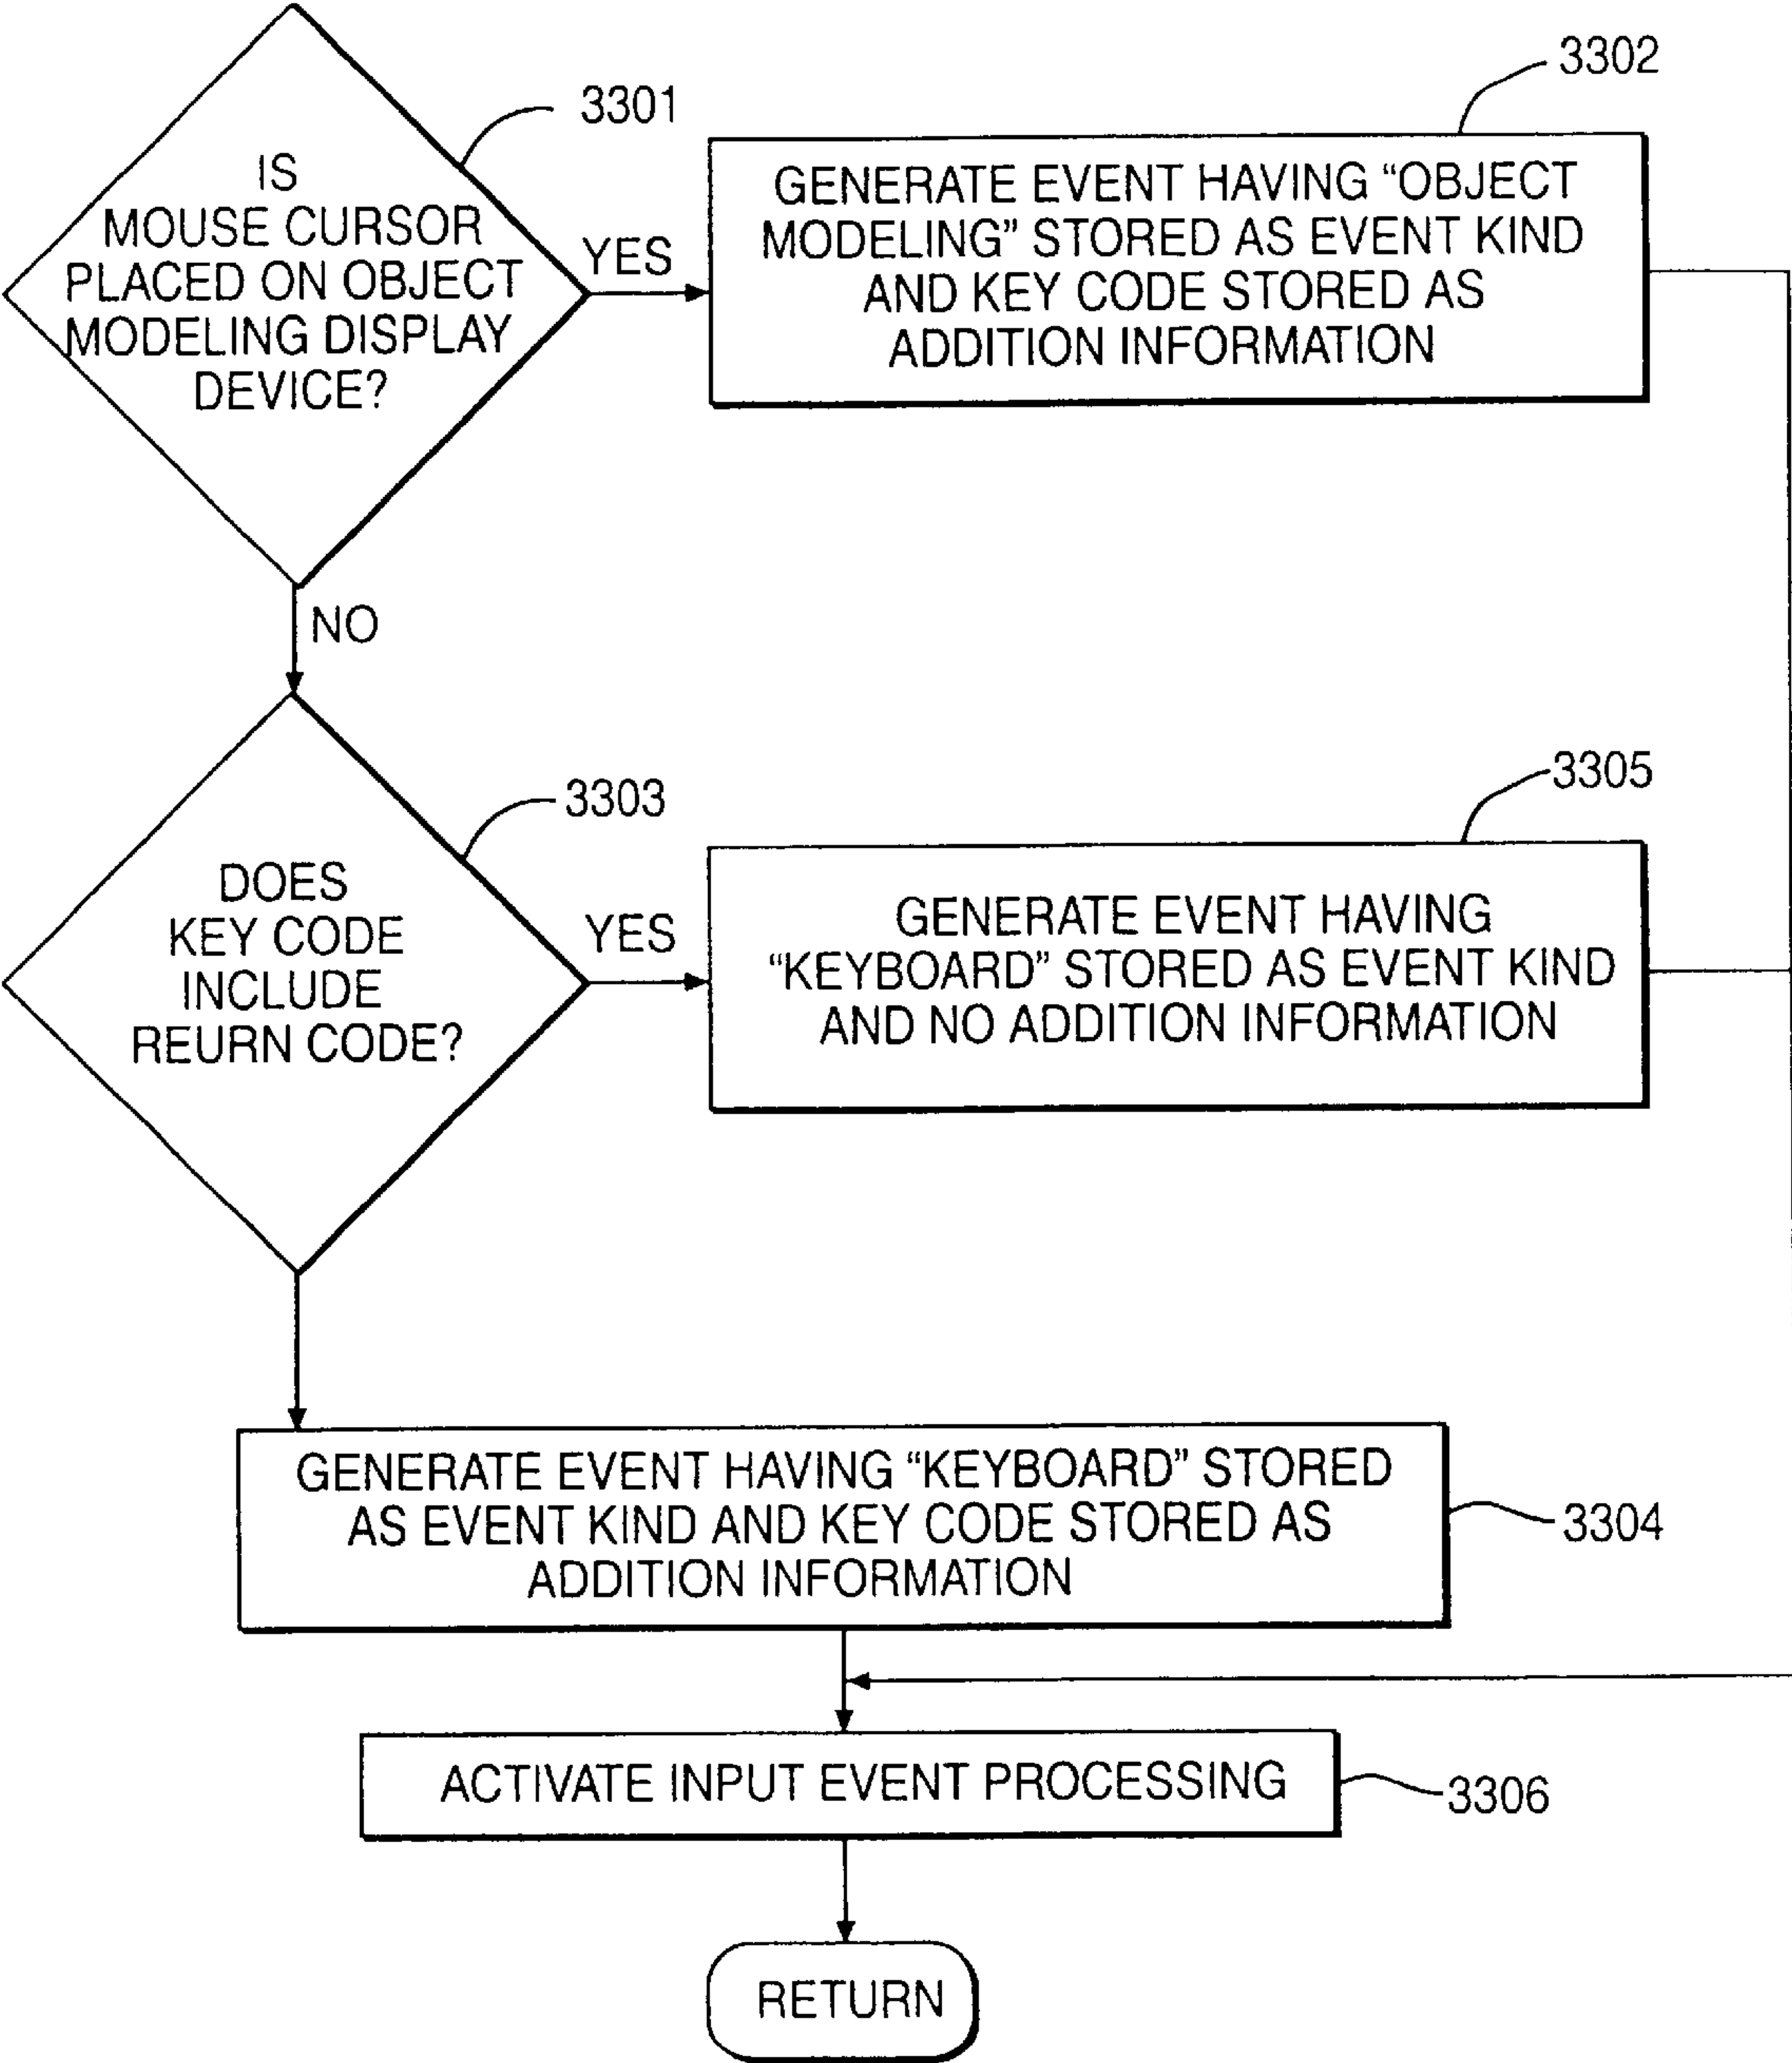 3301
IS
MOUSE CURSOR
PLACED ON OBJECT
MODELING DISPLAY
DEVICE?
YES
3302
GENERATE EVENT HAVING “OBJECT
MODELING” STORED AS EVENT KIND
AND KEY CODE STORED AS
ADDITION INFORMATION
NO
3303
DOES
KEY CODE
INCLUDE
REURN CODE?
YES
3305
GENERATE EVENT HAVING
“KEYBOARD” STORED AS EVENT KIND
AND NO ADDITION INFORMATION
GENERATE EVENT HAVING “KEYBOARD” STORED
AS EVENT KIND AND KEY CODE STORED AS
ADDITION INFORMATION
3304
ACTIVATE INPUT EVENT PROCESSING
3306
RETURN